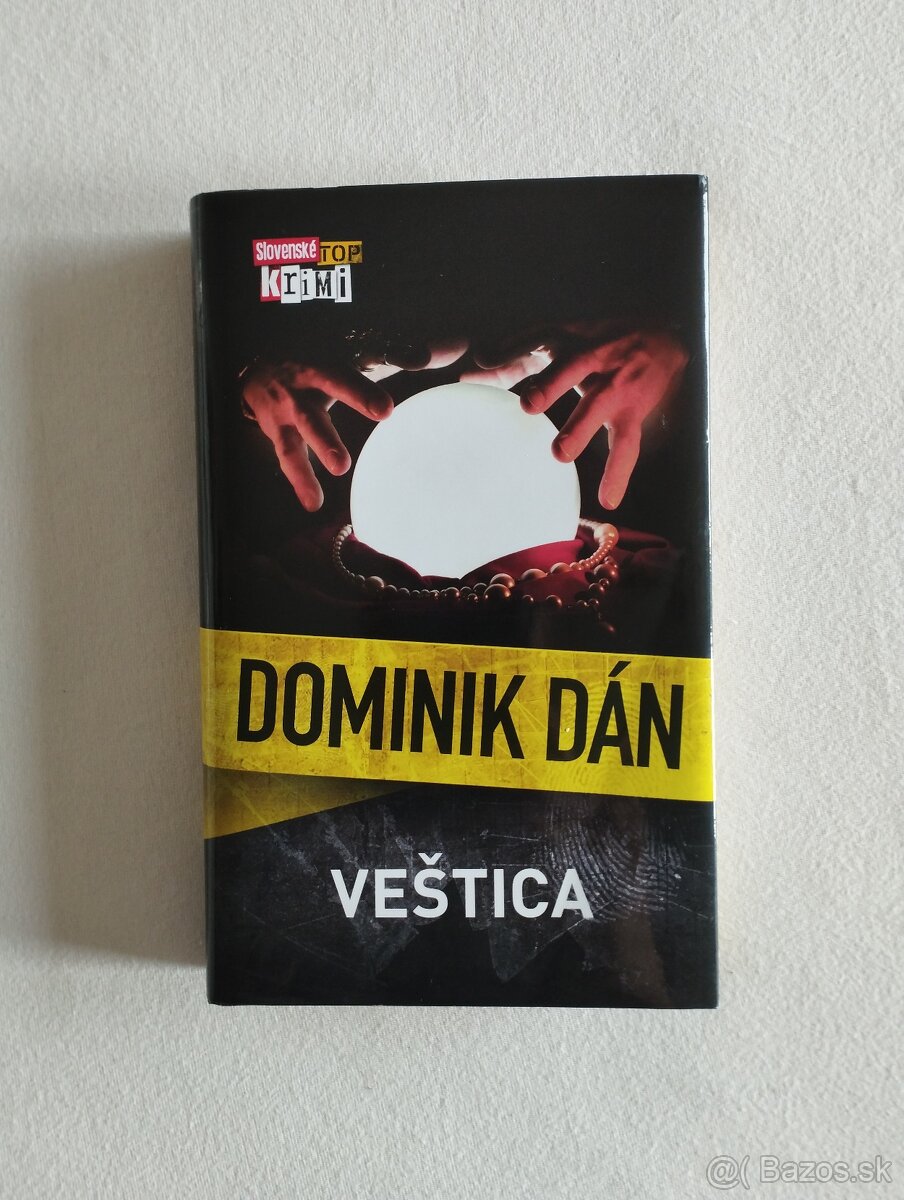 Slovenské TOP
KRiMi
DOMINIK DÁN
VEŠTICA
@( Bazos.sk